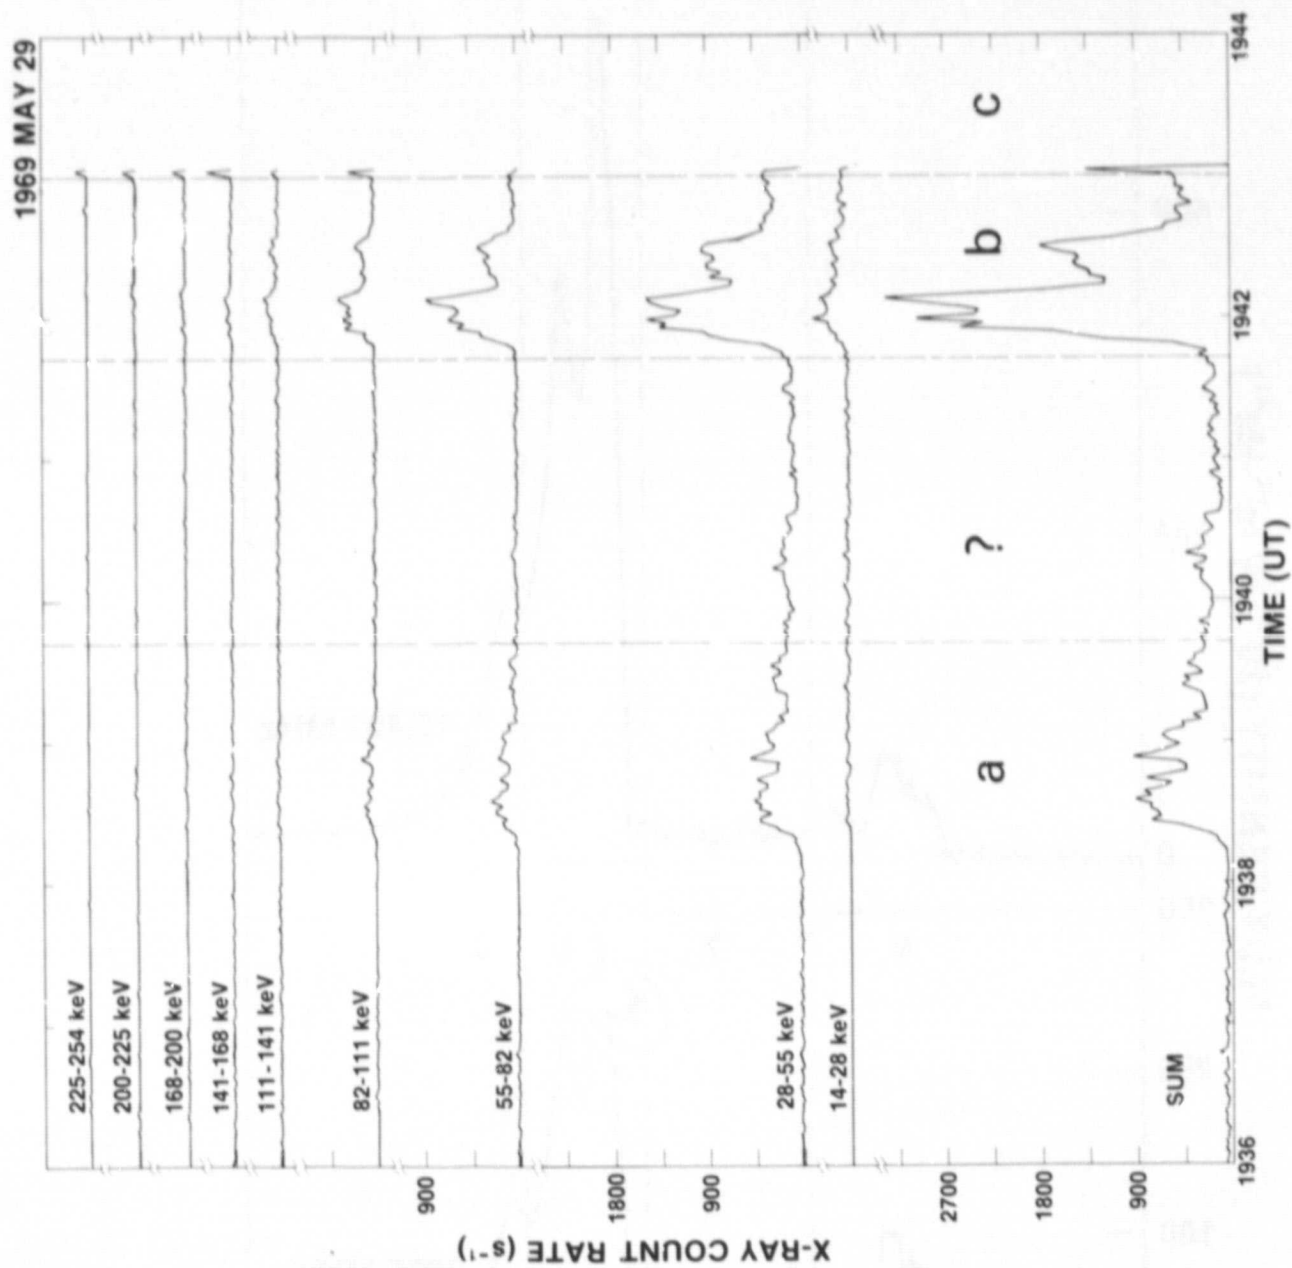 1969 MAY 29
225-254 keV
200-225 keV
168-200 keV
141-168 keV
111-141 keV
82-111 keV
55-82 keV
28-55 keV
14-28 keV
SUM
a
?
b
c
900
1800
900
2700
1800
900
X-RAY COUNT RATE (s⁻¹)
1936
1938
1940
1942
1944
TIME (UT)